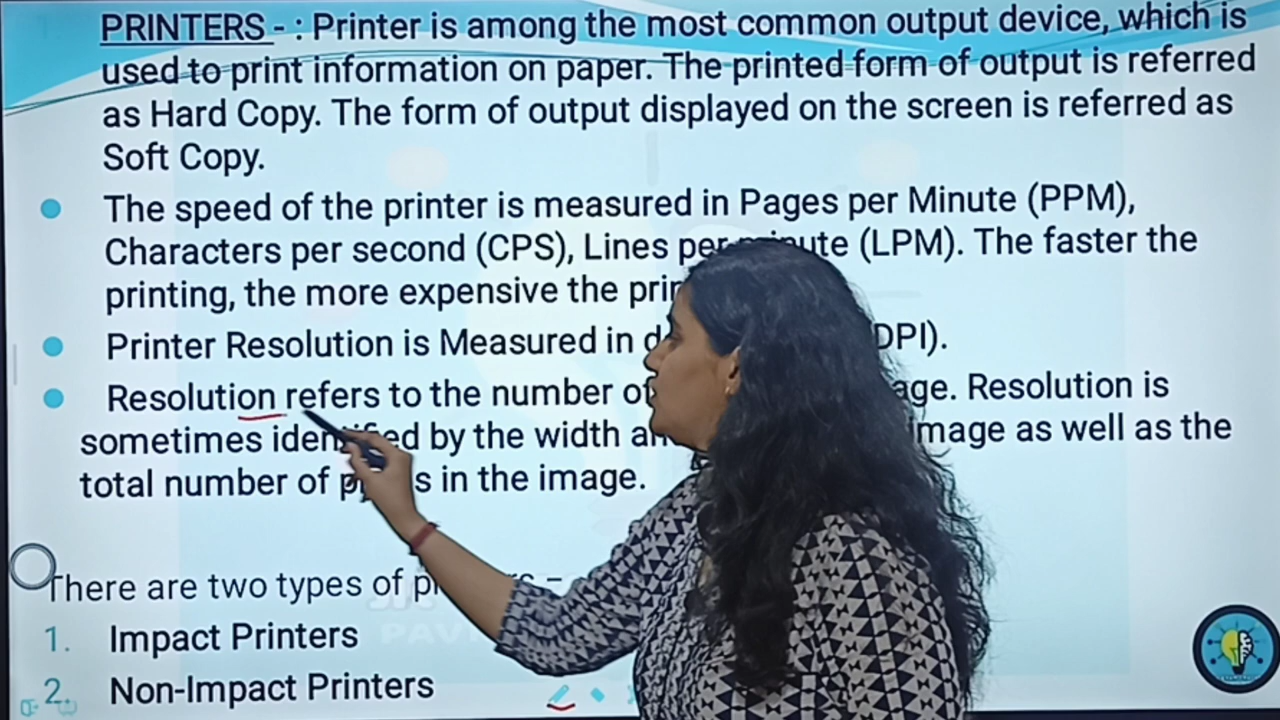 PRINTERS - : Printer is among the most common output device, which is
used to print information on paper. The printed form of output is referred
as Hard Copy. The form of output displayed on the screen is referred as
Soft Copy.
The speed of the printer is measured in Pages per Minute (PPM),
Characters per second (CPS), Lines per minute (LPM). The faster the
printing, the more expensive the
Printer Resolution is Measured in DPI).
Resolution refers to the number of Resolution is
sometimes identified by the width image as well as the
total number of in the image.
There are two types of
1. Impact Printers
2. Non-Impact Printers